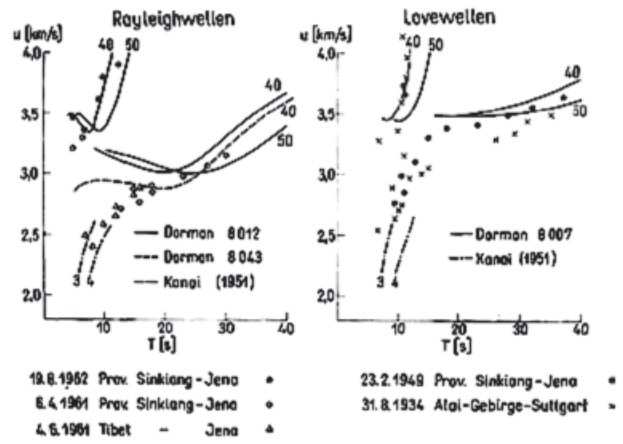 Rayleighwellen
u [km/s]
4,0
3,5
3,0
2,5
2,0
40
50
40
40
50
3
4
Dorman 8012
Dorman 8043
Kanai (1951)
10 20 30 40
T [s]
19.8.1962 Prov. Sinkiang-Jena
6.4.1961 Prov. Sinkiang-Jena
4.6.1961 Tibet - Jena
Lovewellen
u [km/s]
4,0
3,5
3,0
2,5
2,0
40
50
40
50
3
4
Dorman 8007
Kanai (1951)
10 20 30 40
T [s]
23.2.1949 Prov. Sinkiang-Jena
31.8.1934 Alai-Gebirge-Stuttgart